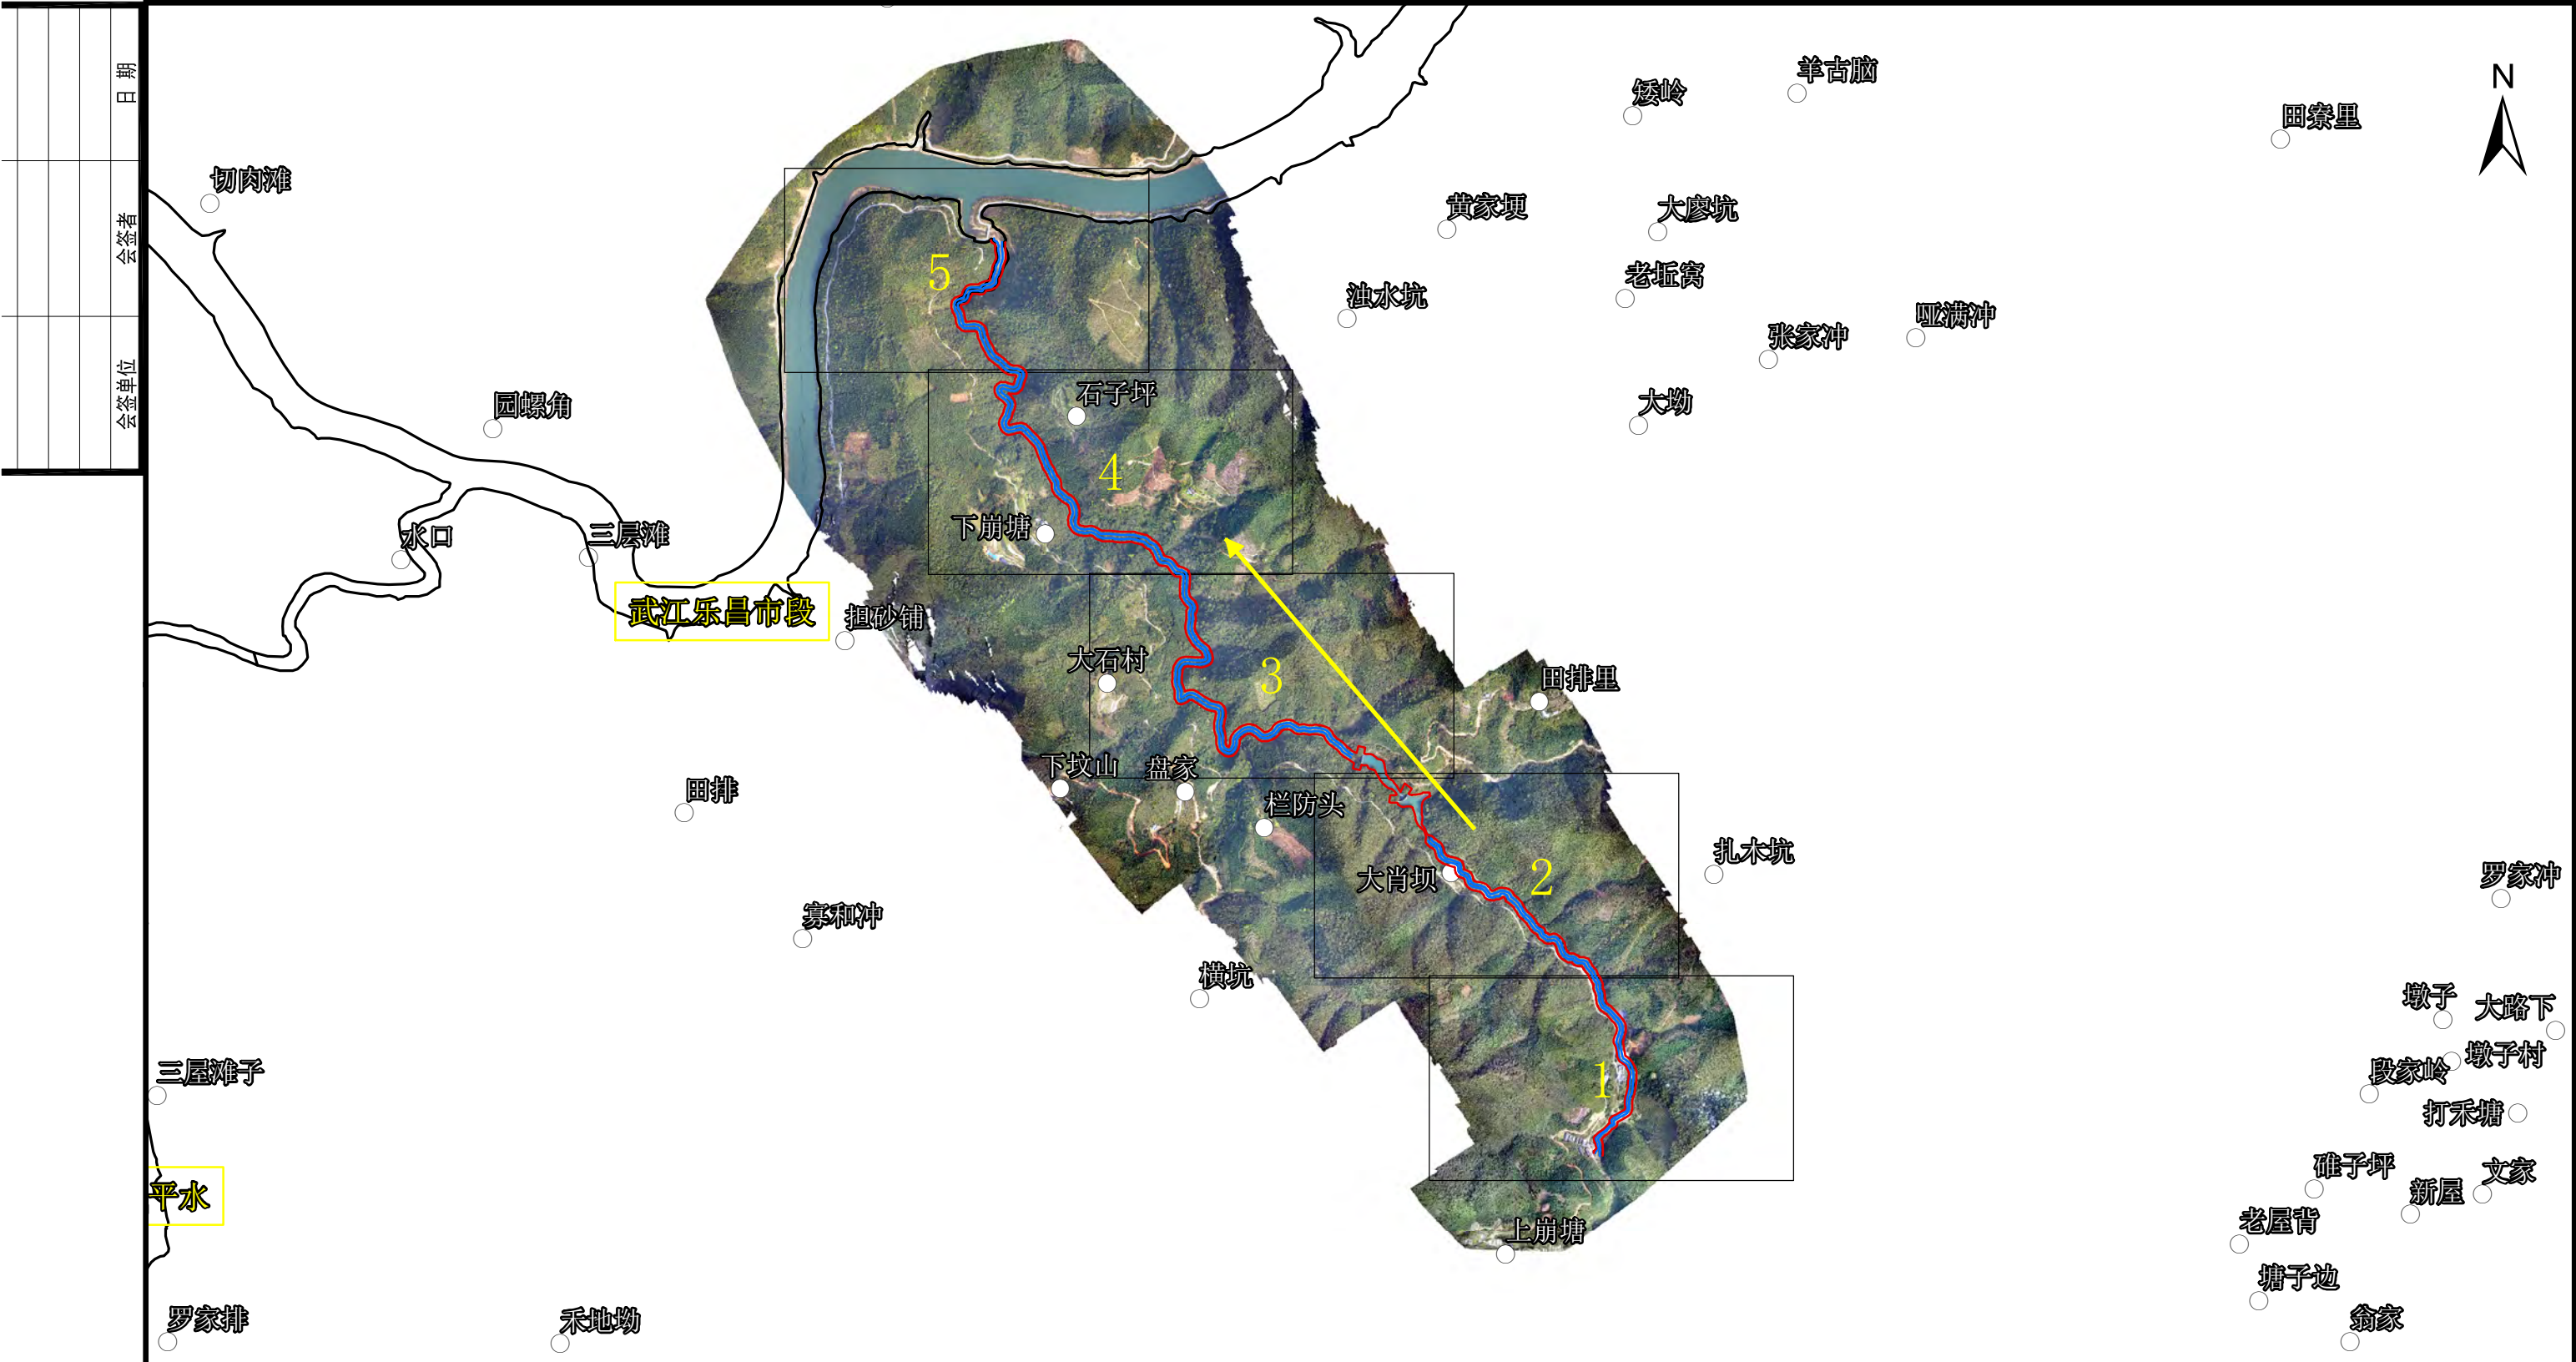 日 期
会签者
会签单位
N
羊古脑
矮岭
田寮里
切肉滩
黄家埂
大廖坑
5
老坵窝
浊水坑
哑满冲
张家冲
石子坪
大坳
园螺角
4
下崩塘
水口
三层滩
武江乐昌市段
担砂铺
大石村
3
田排里
下坟山
盘家
田排
栏防头
扎木坑
大肖坝
2
罗家冲
寡和冲
横坑
墩子
大路下
墩子村
三屋滩子
段家岭
1
打禾塘
碓子坪
文家
平水
新屋
老屋背
上崩塘
塘子边
罗家排
禾地坳
翁家